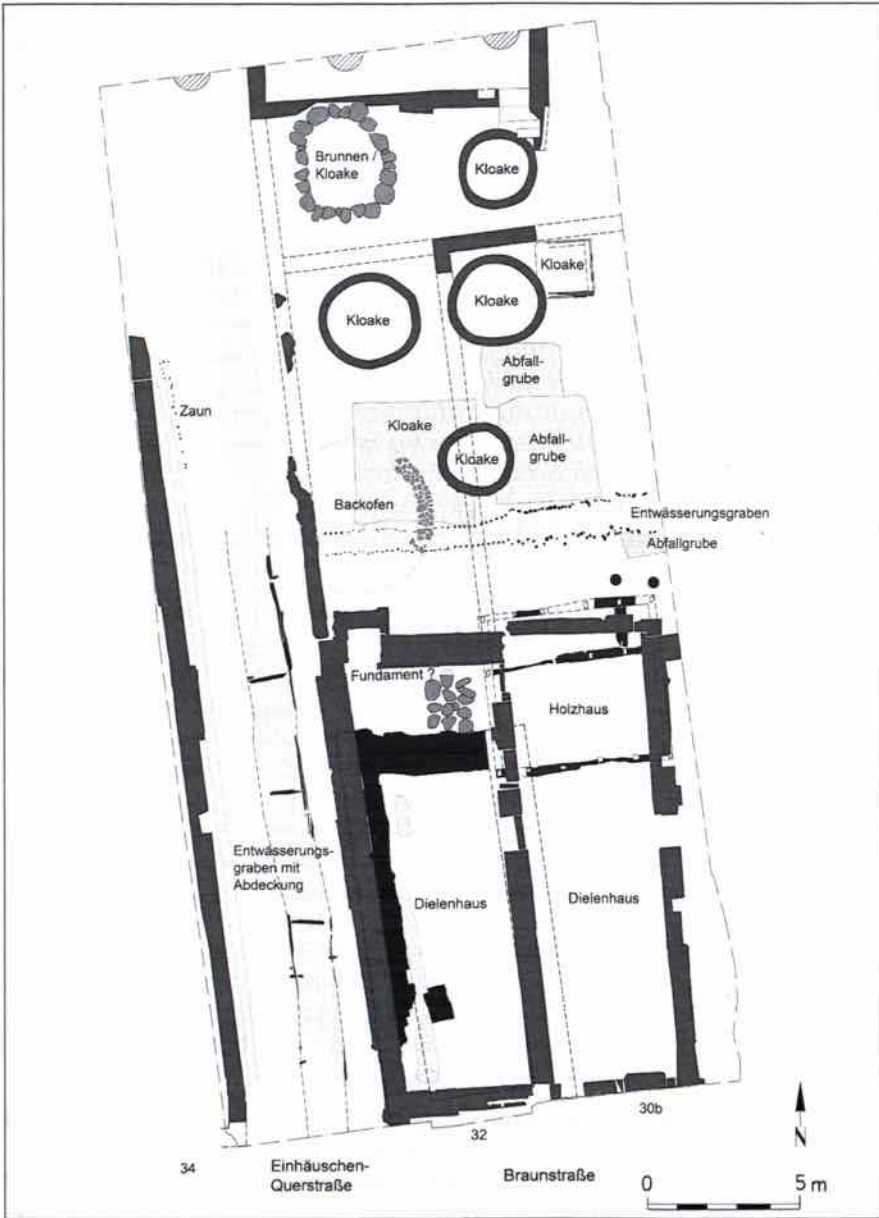 Brunnen /
Kloake
Kloake
Kloake
Kloake
Kloake
Abfall-
grube
Zaun
Kloake
Abfall-
grube
Kloake
Backofen
Entwässerungsgraben
Abfallgrube
Fundament ?
Holzhaus
Entwässerungs-
graben mit
Abdeckung
Dielenhaus
Dielenhaus
30b
32
N
34
Einhäuschen-
Querstraße
Braunstraße
0
5 m